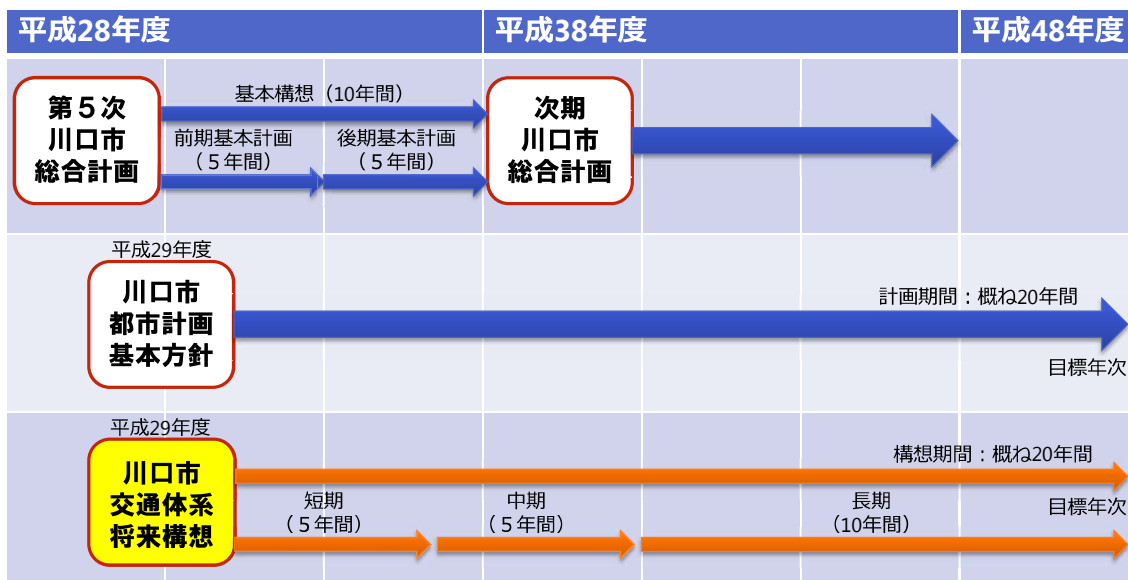 平成28年度
平成38年度
平成48年度
第５次
川口市
総合計画
基本構想（10年間）
前期基本計画
（５年間）
後期基本計画
（５年間）
次期
川口市
総合計画
平成29年度
川口市
都市計画
基本方針
計画期間：概ね20年間
目標年次
平成29年度
川口市
交通体系
将来構想
構想期間：概ね20年間
目標年次
短期
（５年間）
中期
（５年間）
長期
（10年間）